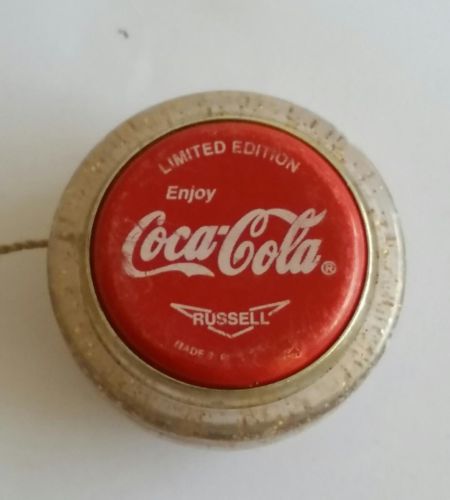 LIMITED EDITION
Enjoy
Coca-Cola®
RUSSELL